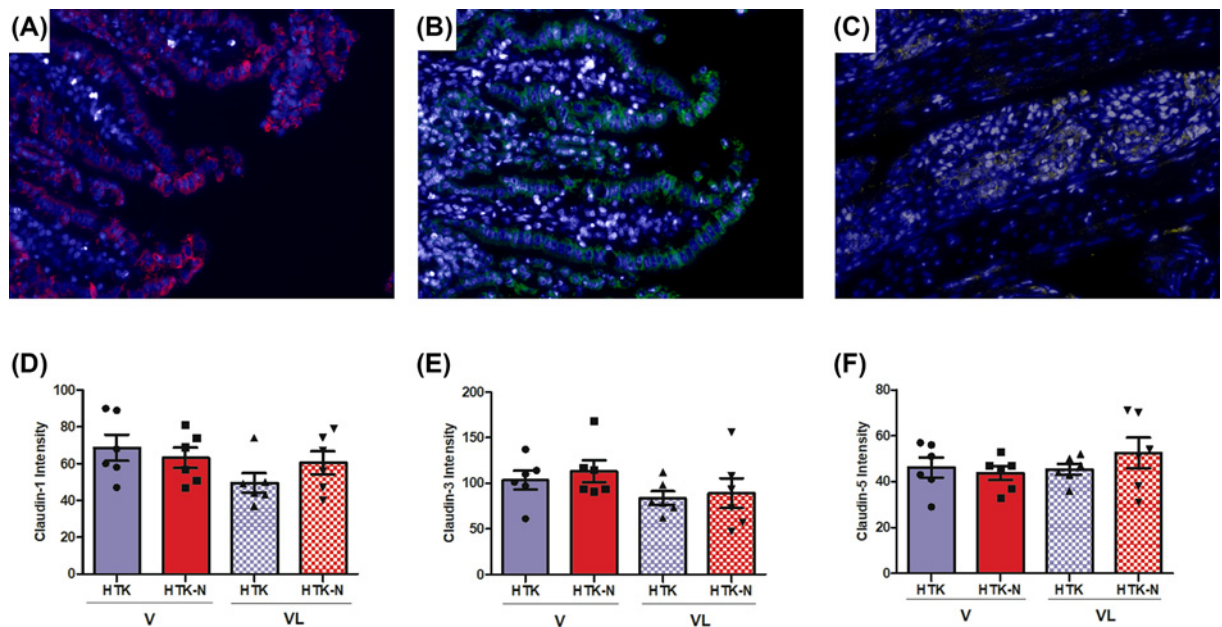 (A)
(B)
(C)
(D)
Claudin-1 Intensity
100
80
60
40
20
0
HTK HTK-N HTK HTK-N
V VL
(E)
Claudin-3 Intensity
200
150
100
50
0
HTK HTK-N HTK HTK-N
V VL
(F)
Claudin-5 Intensity
80
60
40
20
0
HTK HTK-N HTK HTK-N
V VL